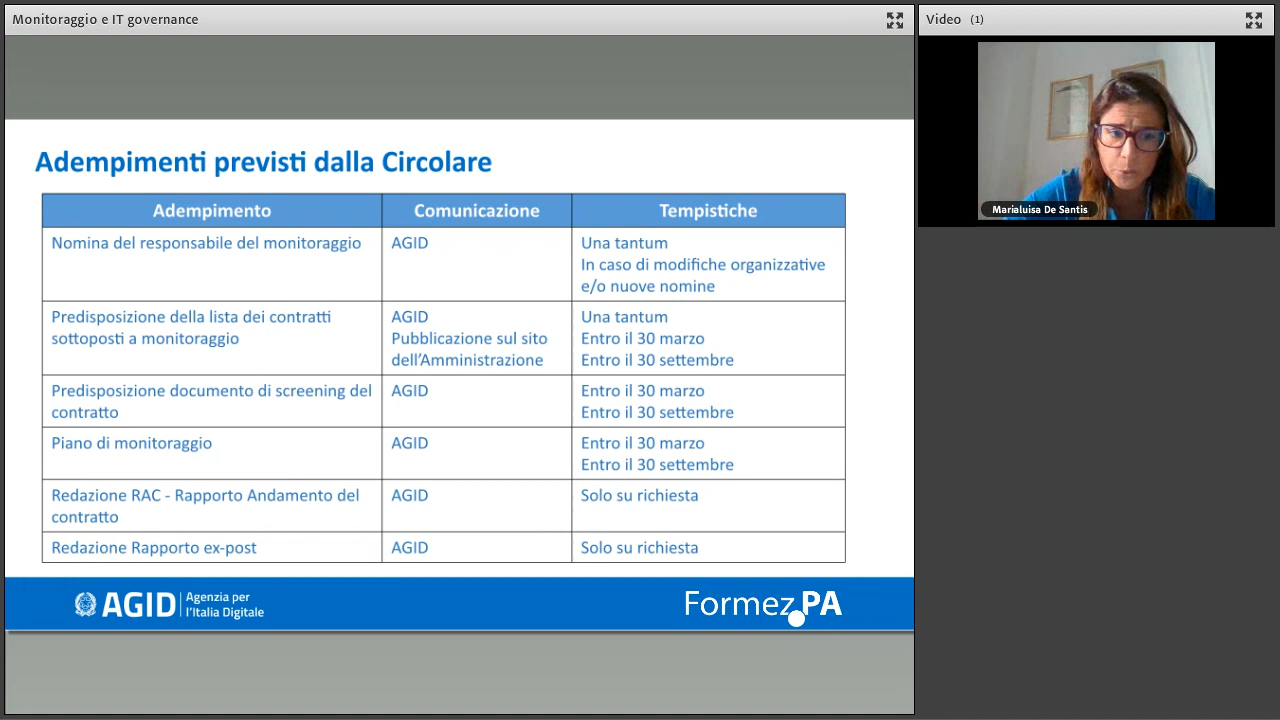 Monitoraggio e IT governance
Video (1)
Marialuisa De Santis
Adempimenti previsti dalla Circolare
Adempimento Comunicazione Tempistiche
Nomina del responsabile del monitoraggio AGID Una tantum
In caso di modifiche organizzative
e/o nuove nomine
Predisposizione della lista dei contratti AGID Una tantum
sottoposti a monitoraggio Pubblicazione sul sito Entro il 30 marzo
dell'Amministrazione Entro il 30 settembre
Predisposizione documento di screening del AGID Entro il 30 marzo
contratto Entro il 30 settembre
Piano di monitoraggio AGID Entro il 30 marzo
Entro il 30 settembre
Redazione RAC - Rapporto Andamento del AGID Solo su richiesta
contratto
Redazione Rapporto ex-post AGID Solo su richiesta
AGID Agenzia per
l'Italia Digitale
Formez PA